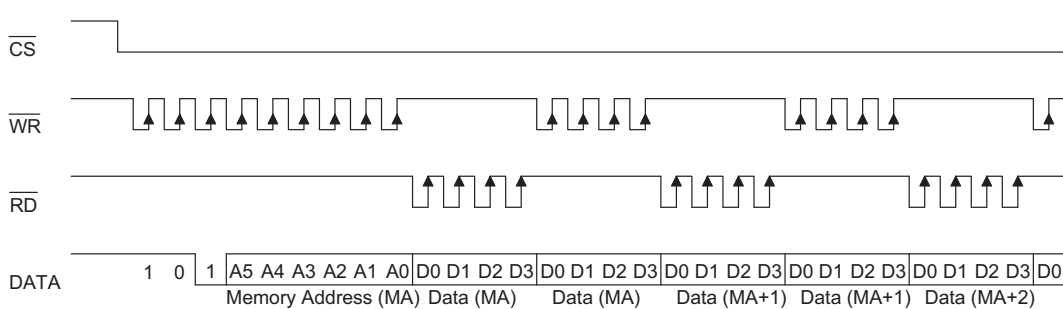 CS
WR
RD
DATA 1 0 1 A5 A4 A3 A2 A1 A0 D0 D1 D2 D3 D0 D1 D2 D3 D0 D1 D2 D3 D0 D1 D2 D3 D0 D1 D2 D3 D0
Memory Address (MA) Data (MA) Data (MA) Data (MA+1) Data (MA+1) Data (MA+2)